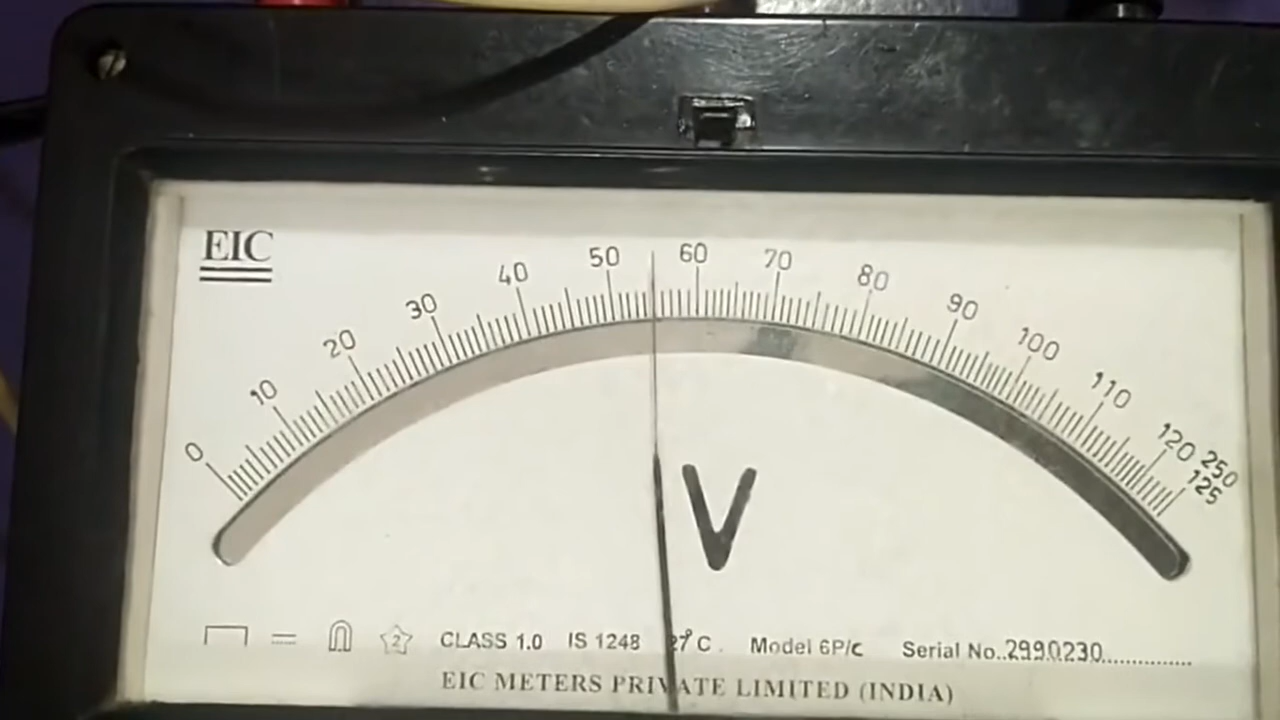 EIC
0 10 20 30 40 50 60 70 80 90 100 110 120 250
125
V
2
CLASS 1.0 IS 1248 27°C. Model 6P/c Serial No..2990230................
EIC METERS PRIVATE LIMITED (INDIA)